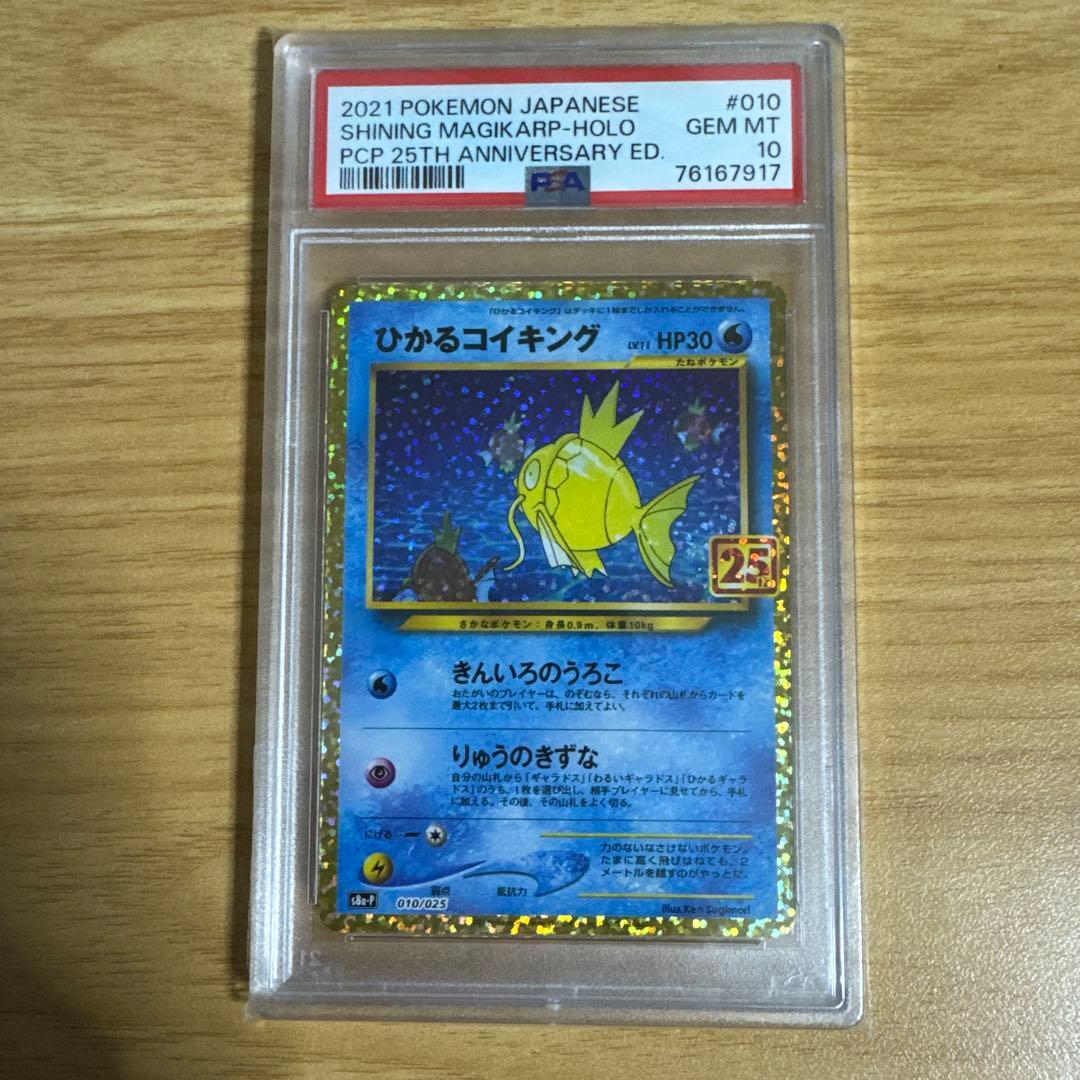 2021 POKEMON JAPANESE #010
SHINING MAGIKARP-HOLO GEM MT
PCP 25TH ANNIVERSARY ED. 10
PSA 76167917
「ひかるコイキング」はデッキに1枚までしか入れることができません。
ひかるコイキング LV.11 HP30
たねポケモン
25
さかなポケモン：身長0.9m、体重10kg
きんいろのうろこ
おたがいのプレイヤーは、のぞむなら、それぞれの山札からカードを
最大2枚まで引いて、手札に加えてよい。
りゅうのきずな
自分の山札から「ギャラドス」「わるいギャラドス」「ひかるギャラ
ドス」のうち、1枚を選び出し、相手プレイヤーに見せてから、手札
に加える。その後、その山札をよく切る。
にげる
力のないなさけないポケモン。
たまに高く飛びはねても、2
メートルを越すのがやっとだ。
弱点 抵抗力
s8a-P 010/025
Illus.Ken Sugimori